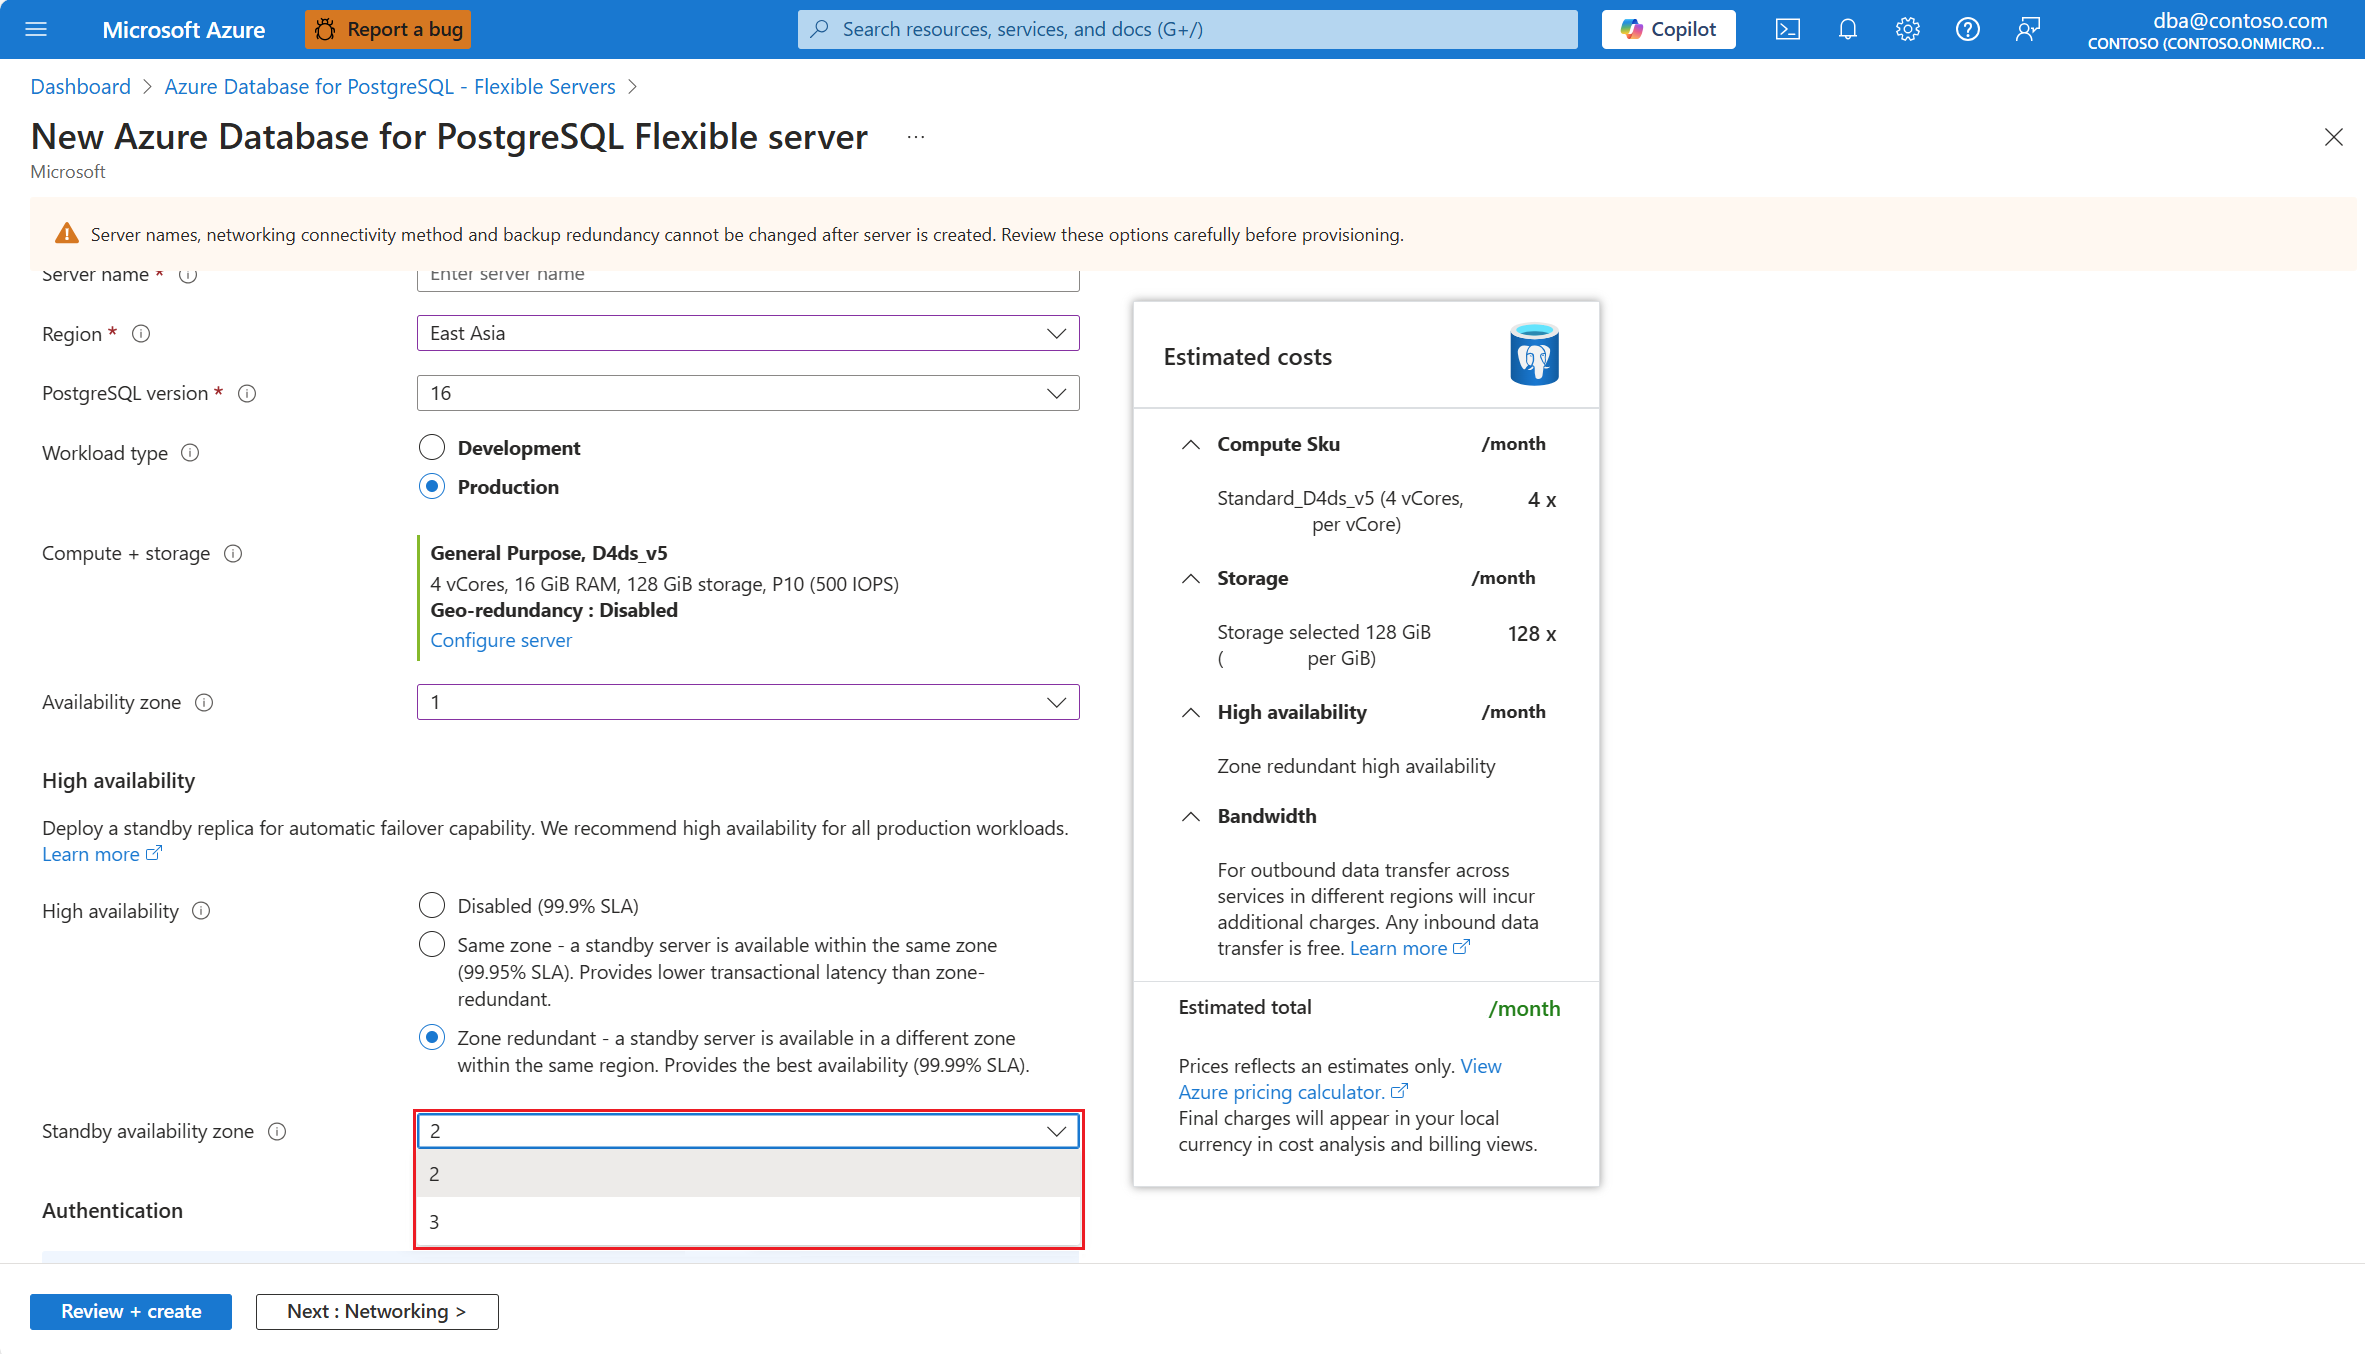 Microsoft Azure
Report a bug
Search resources, services, and docs (G+/)
Copilot
dba@contoso.com
CONTOSO (CONTOSO.ONMICRO...
Dashboard
Azure Database for PostgreSQL - Flexible Servers
New Azure Database for PostgreSQL Flexible server
...
Microsoft
Server names, networking connectivity method and backup redundancy cannot be changed after server is created. Review these options carefully before provisioning.
Server name *
Enter server name
Region *
East Asia
PostgreSQL version *
16
Workload type
Development
Production
Compute + storage
General Purpose, D4ds_v5
4 vCores, 16 GiB RAM, 128 GiB storage, P10 (500 IOPS)
Geo-redundancy : Disabled
Configure server
Availability zone
1
High availability
Deploy a standby replica for automatic failover capability. We recommend high availability for all production workloads.
Learn more
High availability
Disabled (99.9% SLA)
Same zone - a standby server is available within the same zone
(99.95% SLA). Provides lower transactional latency than zone-
redundant.
Zone redundant - a standby server is available in a different zone
within the same region. Provides the best availability (99.99% SLA).
Standby availability zone
2
2
3
Authentication
Review + create
Next : Networking >
Estimated costs
Compute Sku /month
Standard_D4ds_v5 (4 vCores, 4 x
per vCore)
Storage /month
Storage selected 128 GiB 128 x
( per GiB)
High availability /month
Zone redundant high availability
Bandwidth
For outbound data transfer across
services in different regions will incur
additional charges. Any inbound data
transfer is free. Learn more
Estimated total /month
Prices reflects an estimates only. View
Azure pricing calculator.
Final charges will appear in your local
currency in cost analysis and billing views.